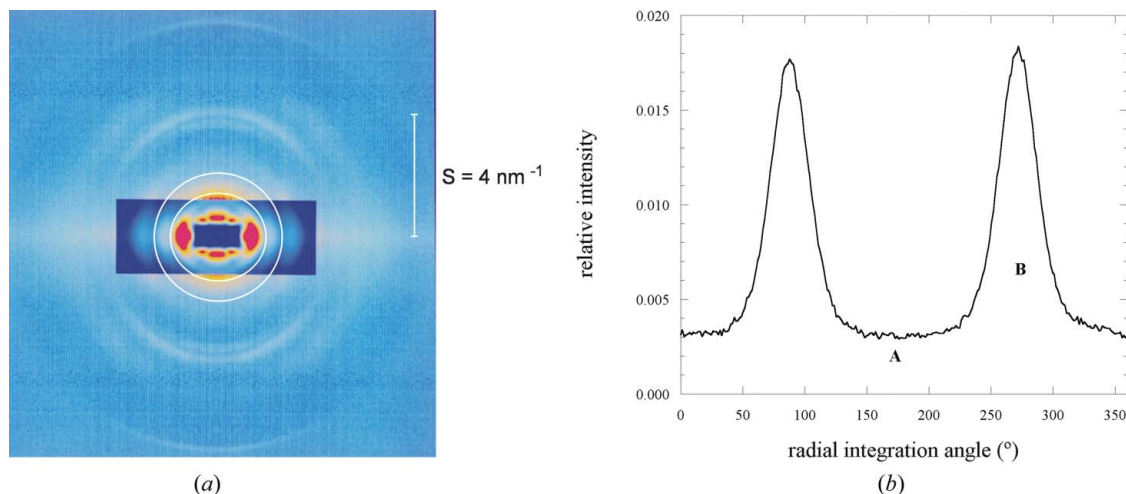 S = 4 nm -1
(a)
relative intensity
0.020
0.015
0.010
0.005
0.000
A
B
0 50 100 150 200 250 300 350
radial integration angle (°)
(b)